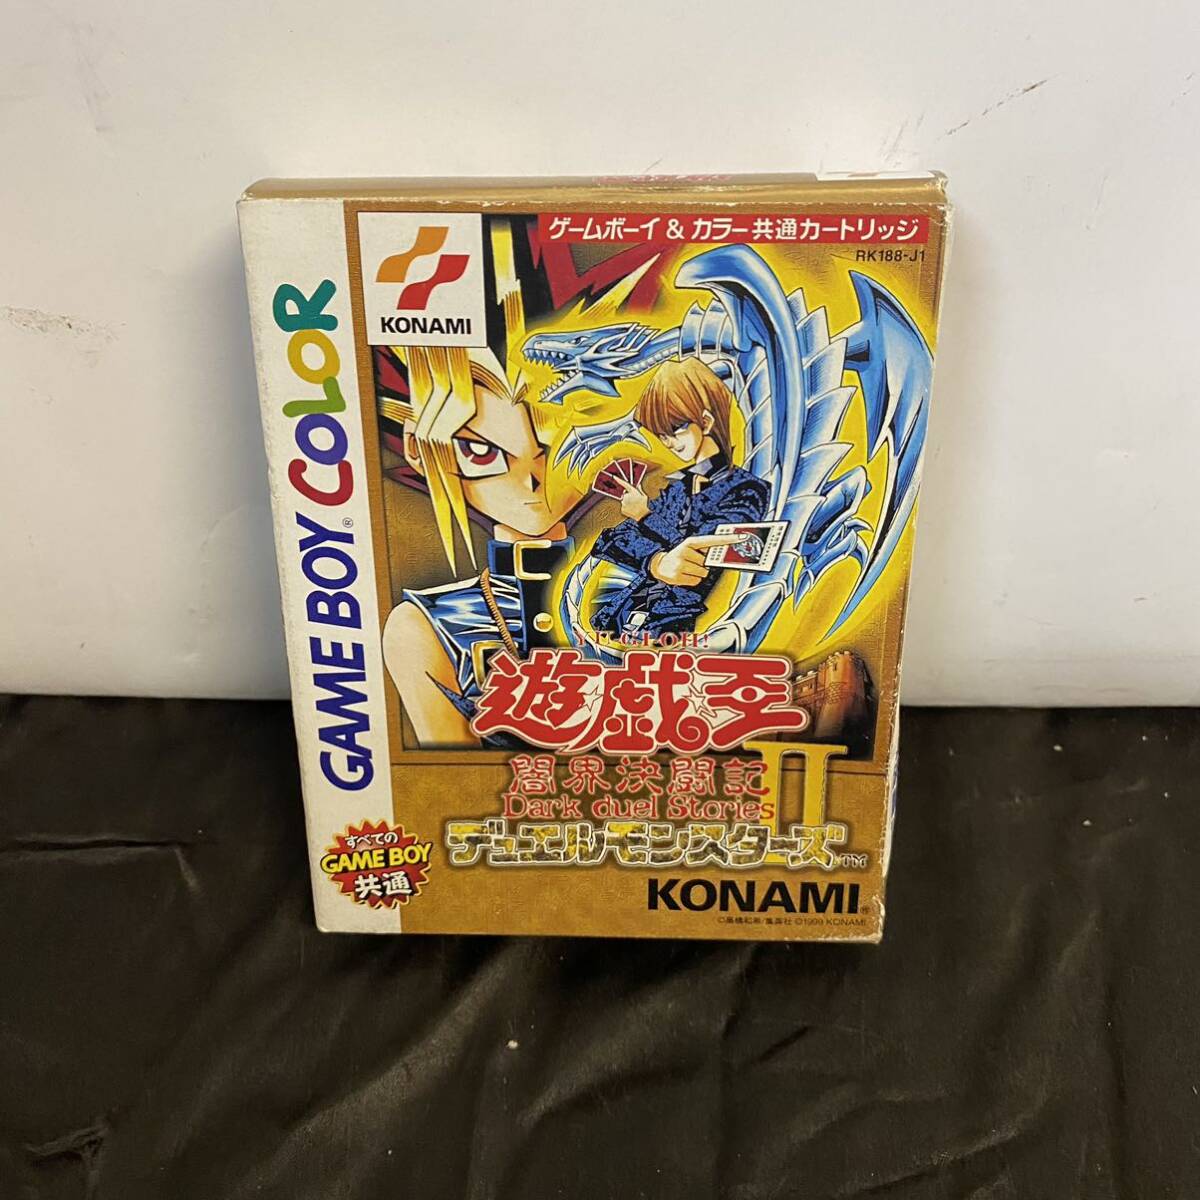 ゲームボーイ & カラー共通カートリッジ
RK188-J1
KONAMI
GAME BOY COLOR
YU-GI-OH!
遊☆戯☆王
闇界決闘記
Dark duel Stories
II
デュエルモンスターズ™
すべての
GAME BOY
共通
KONAMI®
©高橋和希/集英社 ©1999 KONAMI